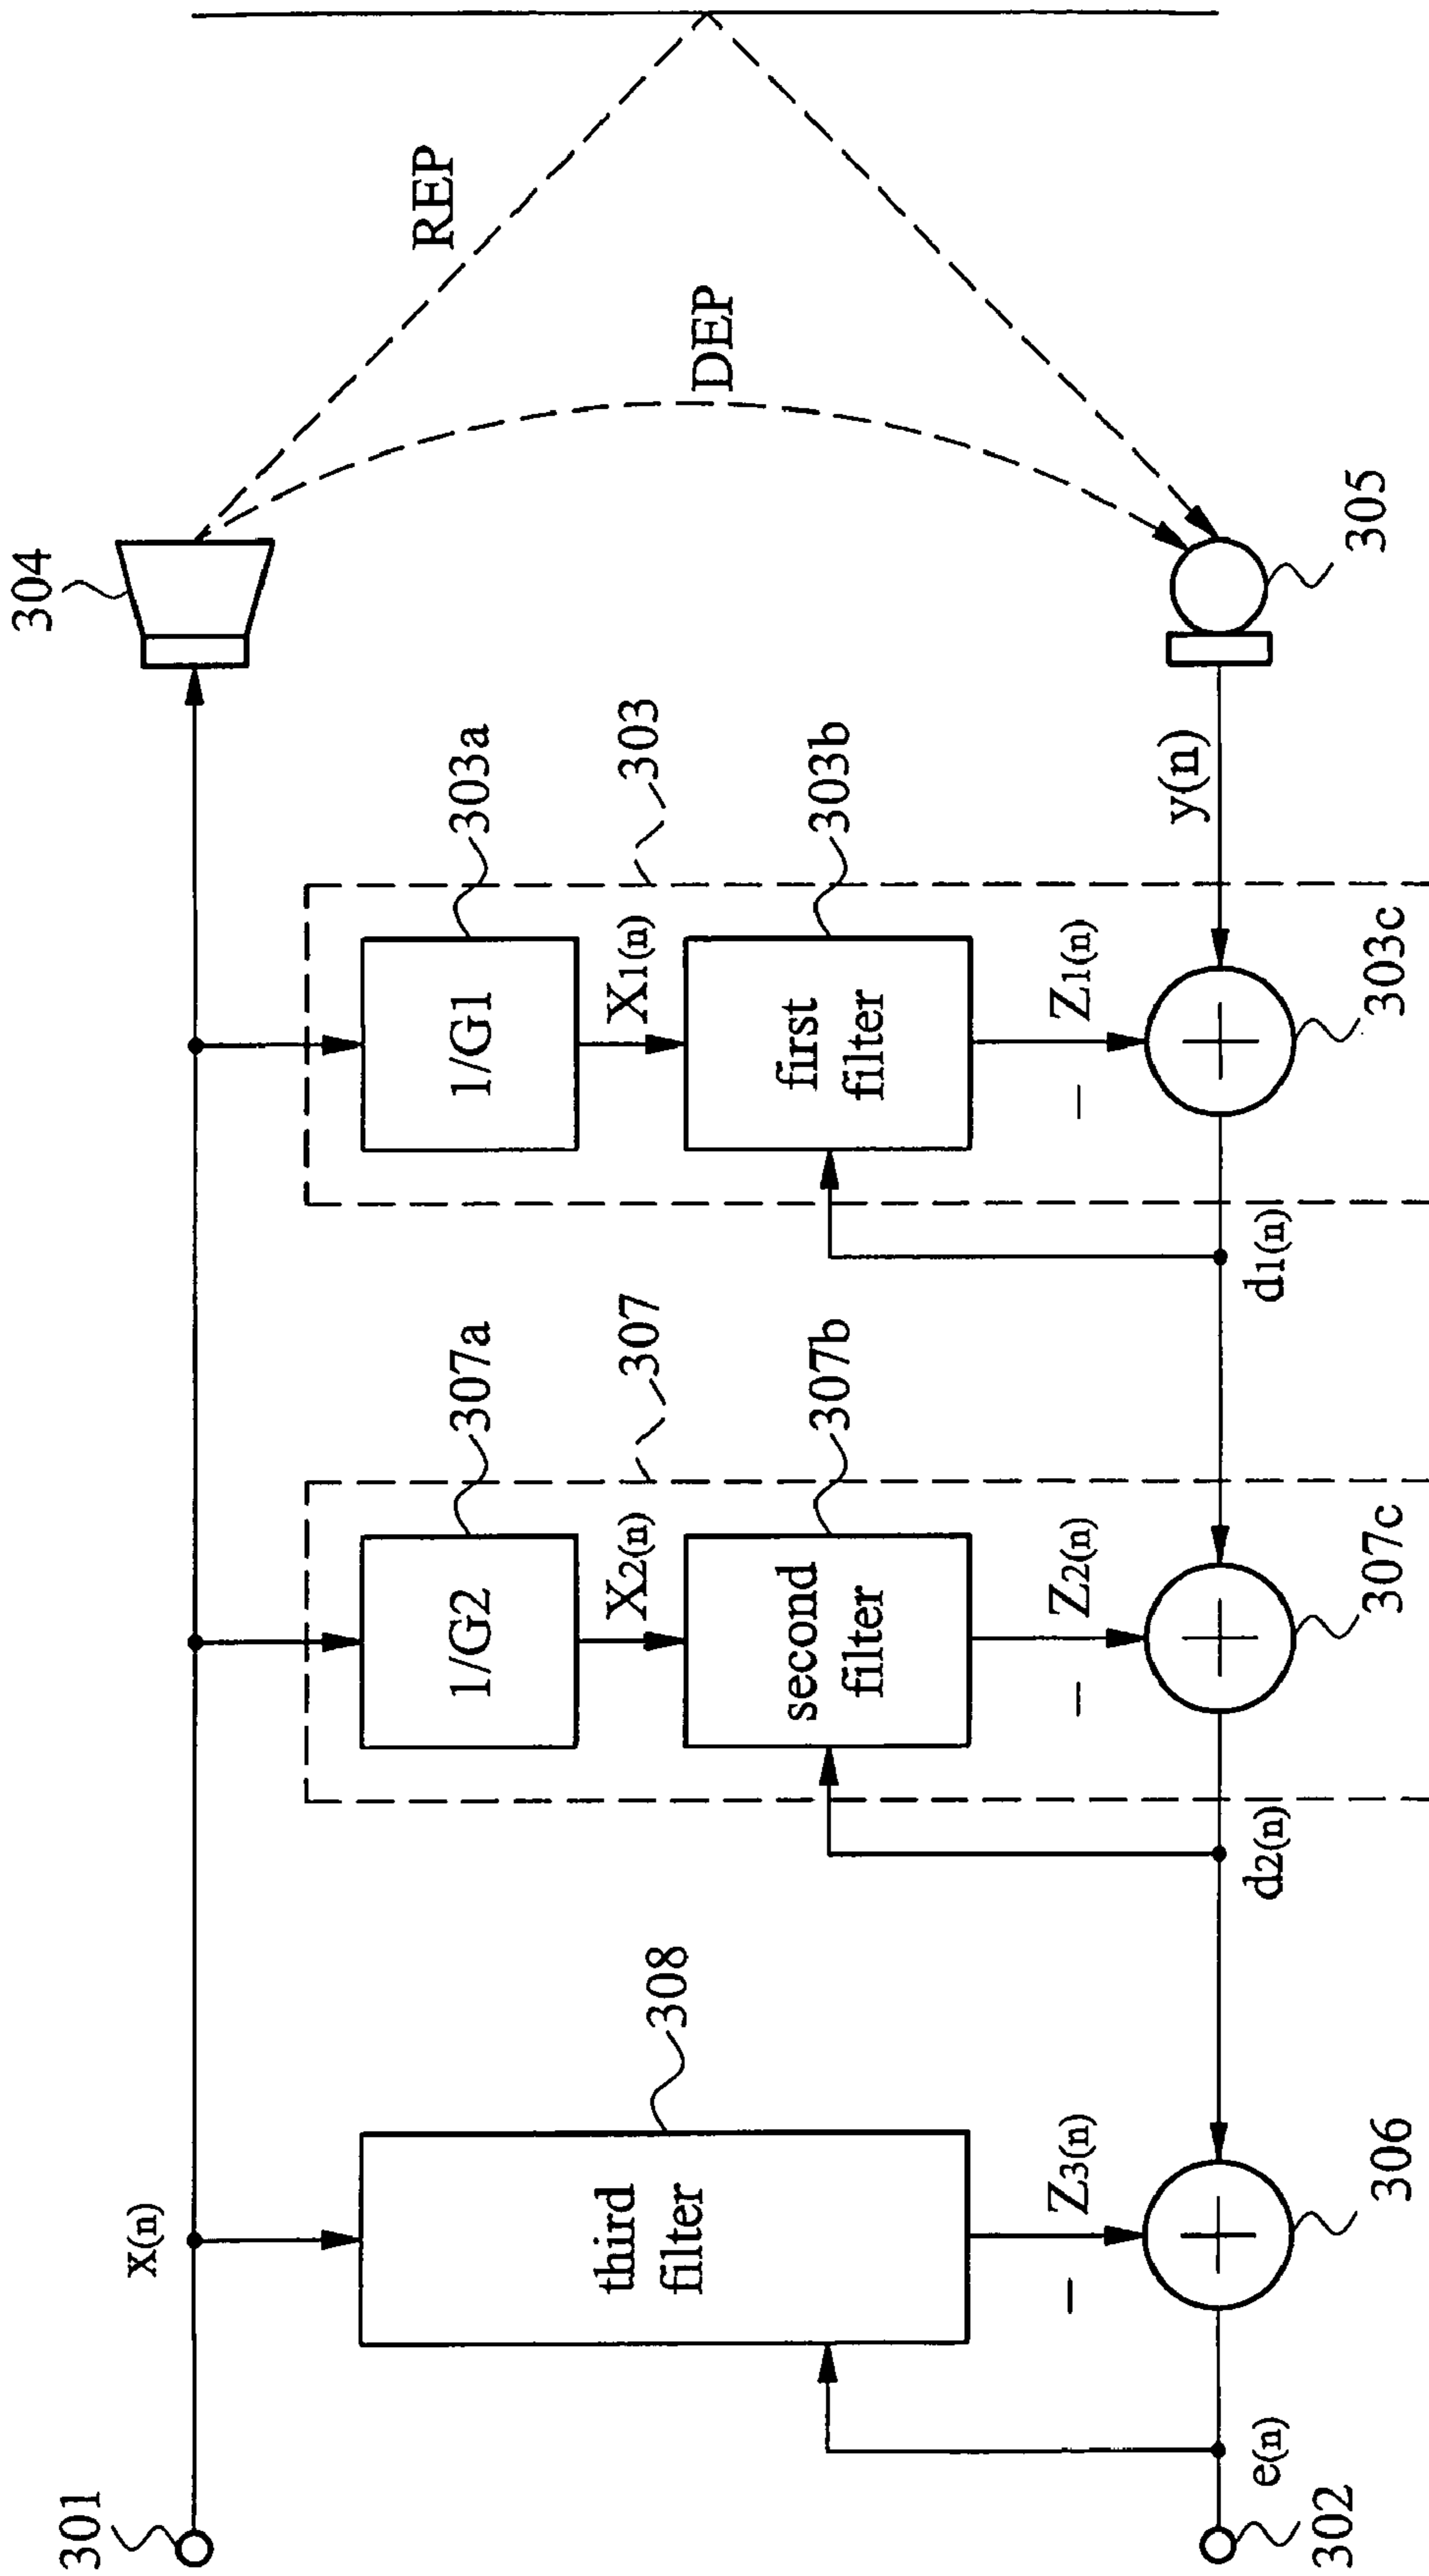 301
x(n)
304
REP
DEP
third
filter
308
1/G2
307a
X2(n)
307
second
filter
307b
1/G1
303a
X1(n)
303
first
filter
303b
Z3(n)
−
Z2(n)
−
Z1(n)
−
y(n)
302
e(n)
306
d2(n)
307c
d1(n)
303c
305